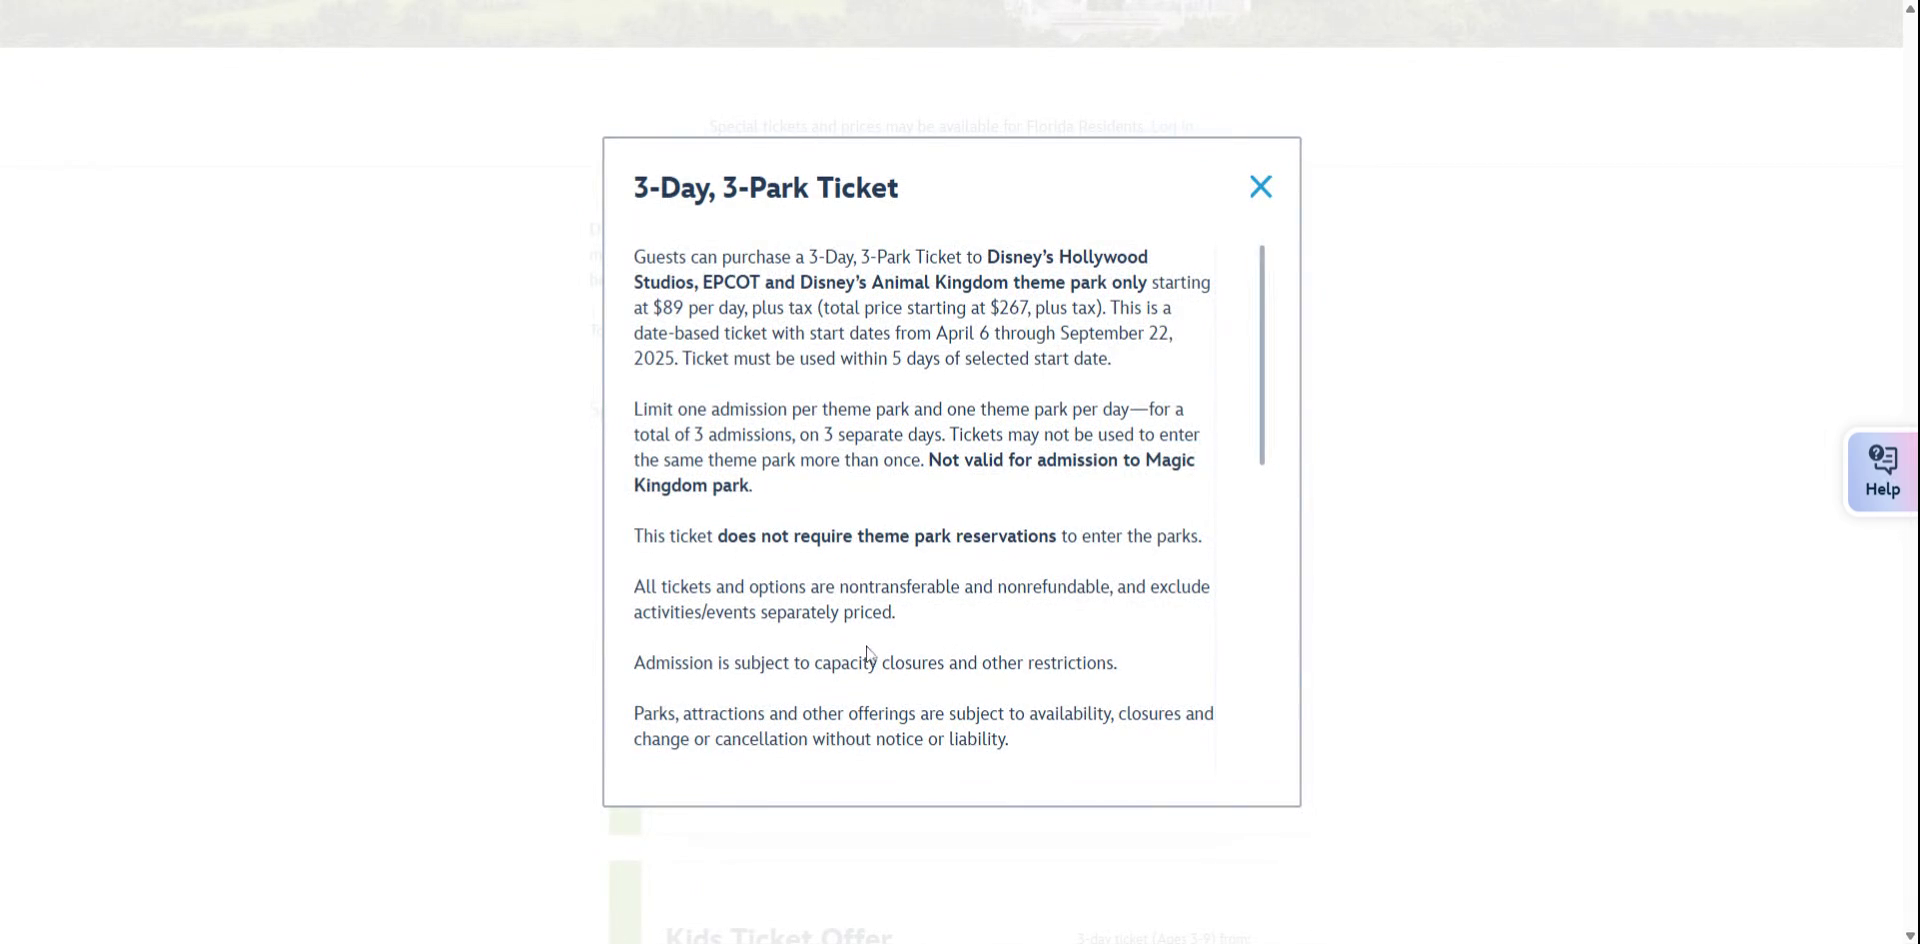 Special tickets and prices may be available for Florida Residents. Log In
3-Day, 3-Park Ticket
Guests can purchase a 3-Day, 3-Park Ticket to Disney’s Hollywood
Studios, EPCOT and Disney’s Animal Kingdom theme park only starting
at $89 per day, plus tax (total price starting at $267, plus tax). This is a
date-based ticket with start dates from April 6 through September 22,
2025. Ticket must be used within 5 days of selected start date.
Limit one admission per theme park and one theme park per day—for a
total of 3 admissions, on 3 separate days. Tickets may not be used to enter
the same theme park more than once. Not valid for admission to Magic
Kingdom park.
This ticket does not require theme park reservations to enter the parks.
All tickets and options are nontransferable and nonrefundable, and exclude
activities/events separately priced.
Admission is subject to capacity closures and other restrictions.
Parks, attractions and other offerings are subject to availability, closures and
change or cancellation without notice or liability.
Help
Kids Ticket Offer
3-day ticket (Ages 3-9) from: